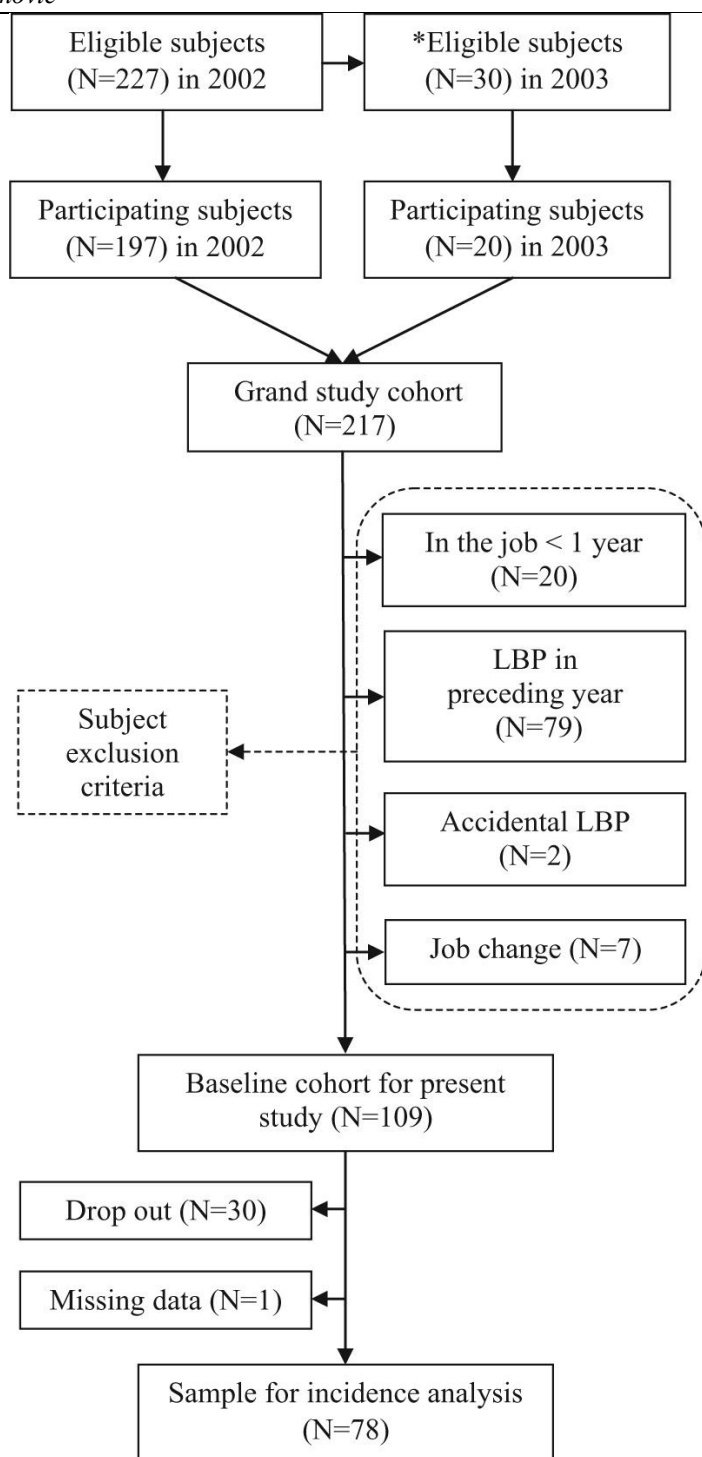 Eligible subjects
(N=227) in 2002
*Eligible subjects
(N=30) in 2003
Participating subjects
(N=197) in 2002
Participating subjects
(N=20) in 2003
Grand study cohort
(N=217)
In the job < 1 year
(N=20)
LBP in
preceding year
(N=79)
Subject
exclusion
criteria
Accidental LBP
(N=2)
Job change (N=7)
Baseline cohort for present
study (N=109)
Drop out (N=30)
Missing data (N=1)
Sample for incidence analysis
(N=78)